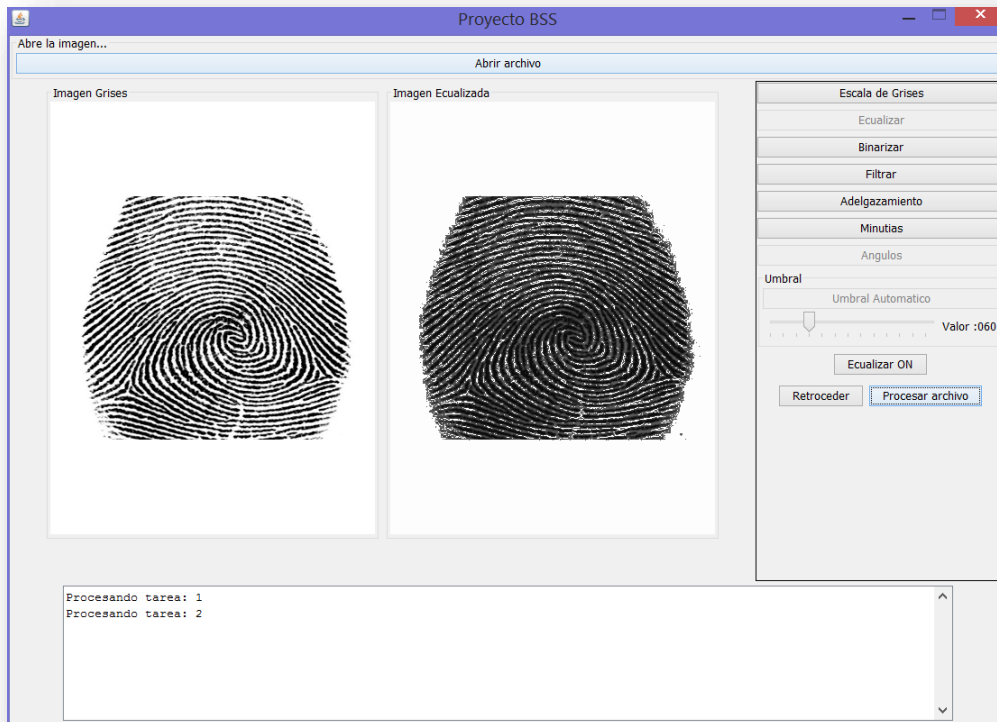 Proyecto BSS
Abre la imagen...
Abrir archivo
Imagen Grises
Imagen Ecualizada
Escala de Grises
Ecualizar
Binarizar
Filtrar
Adelgazamiento
Minutias
Angulos
Umbral
Umbral Automatico
Valor :060
Ecualizar ON
Retroceder
Procesar archivo
Procesando tarea: 1
Procesando tarea: 2